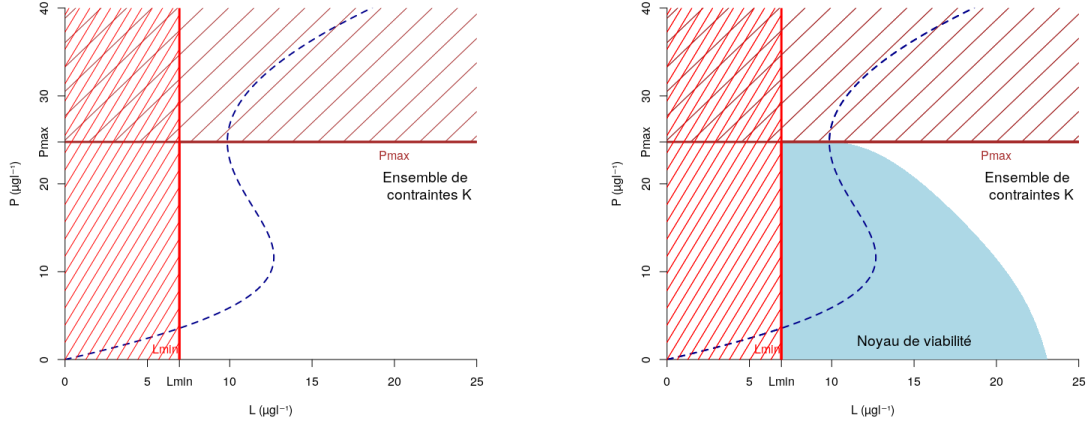 40
30
Pmax
20
10
0
P (µgl⁻¹)
Pmax
Ensemble de
contraintes K
Lmin
0
5
Lmin
10
15
20
25
L (µgl⁻¹)
40
30
Pmax
20
10
0
P (µgl⁻¹)
Pmax
Ensemble de
contraintes K
Noyau de viabilité
Lmin
0
5
Lmin
10
15
20
25
L (µgl⁻¹)